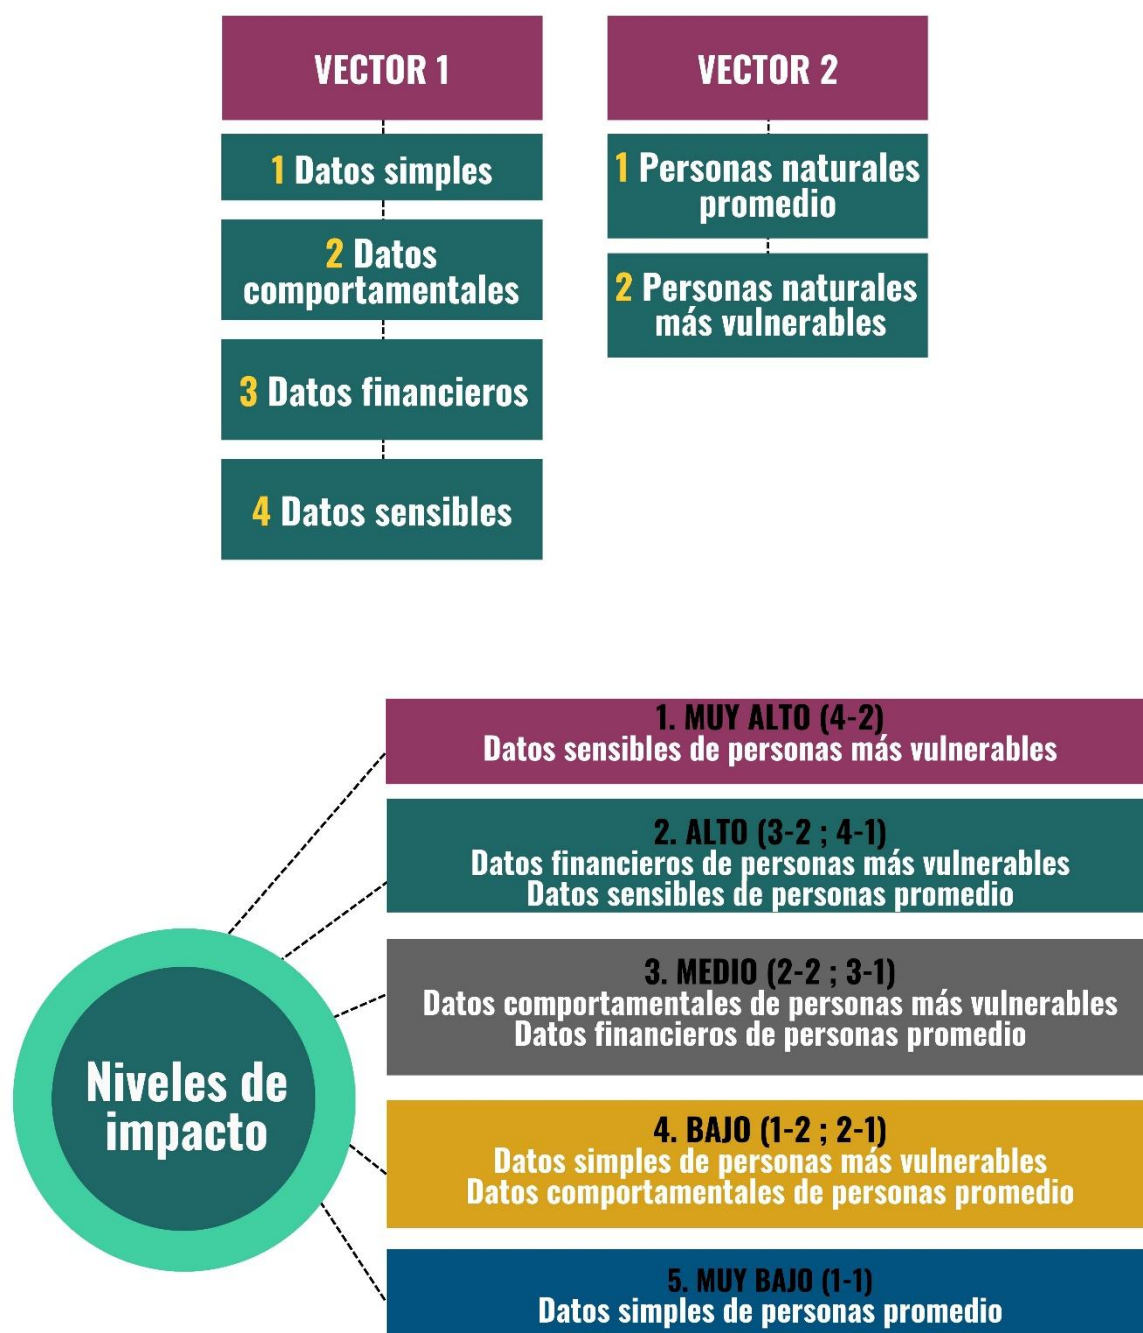 VECTOR 1
1 Datos simples
2 Datos
comportamentales
3 Datos financieros
4 Datos sensibles
VECTOR 2
1 Personas naturales
promedio
2 Personas naturales
más vulnerables
Niveles de
impacto
1. MUY ALTO (4-2)
Datos sensibles de personas más vulnerables
2. ALTO (3-2 ; 4-1)
Datos financieros de personas más vulnerables
Datos sensibles de personas promedio
3. MEDIO (2-2 ; 3-1)
Datos comportamentales de personas más vulnerables
Datos financieros de personas promedio
4. BAJO (1-2 ; 2-1)
Datos simples de personas más vulnerables
Datos comportamentales de personas promedio
5. MUY BAJO (1-1)
Datos simples de personas promedio